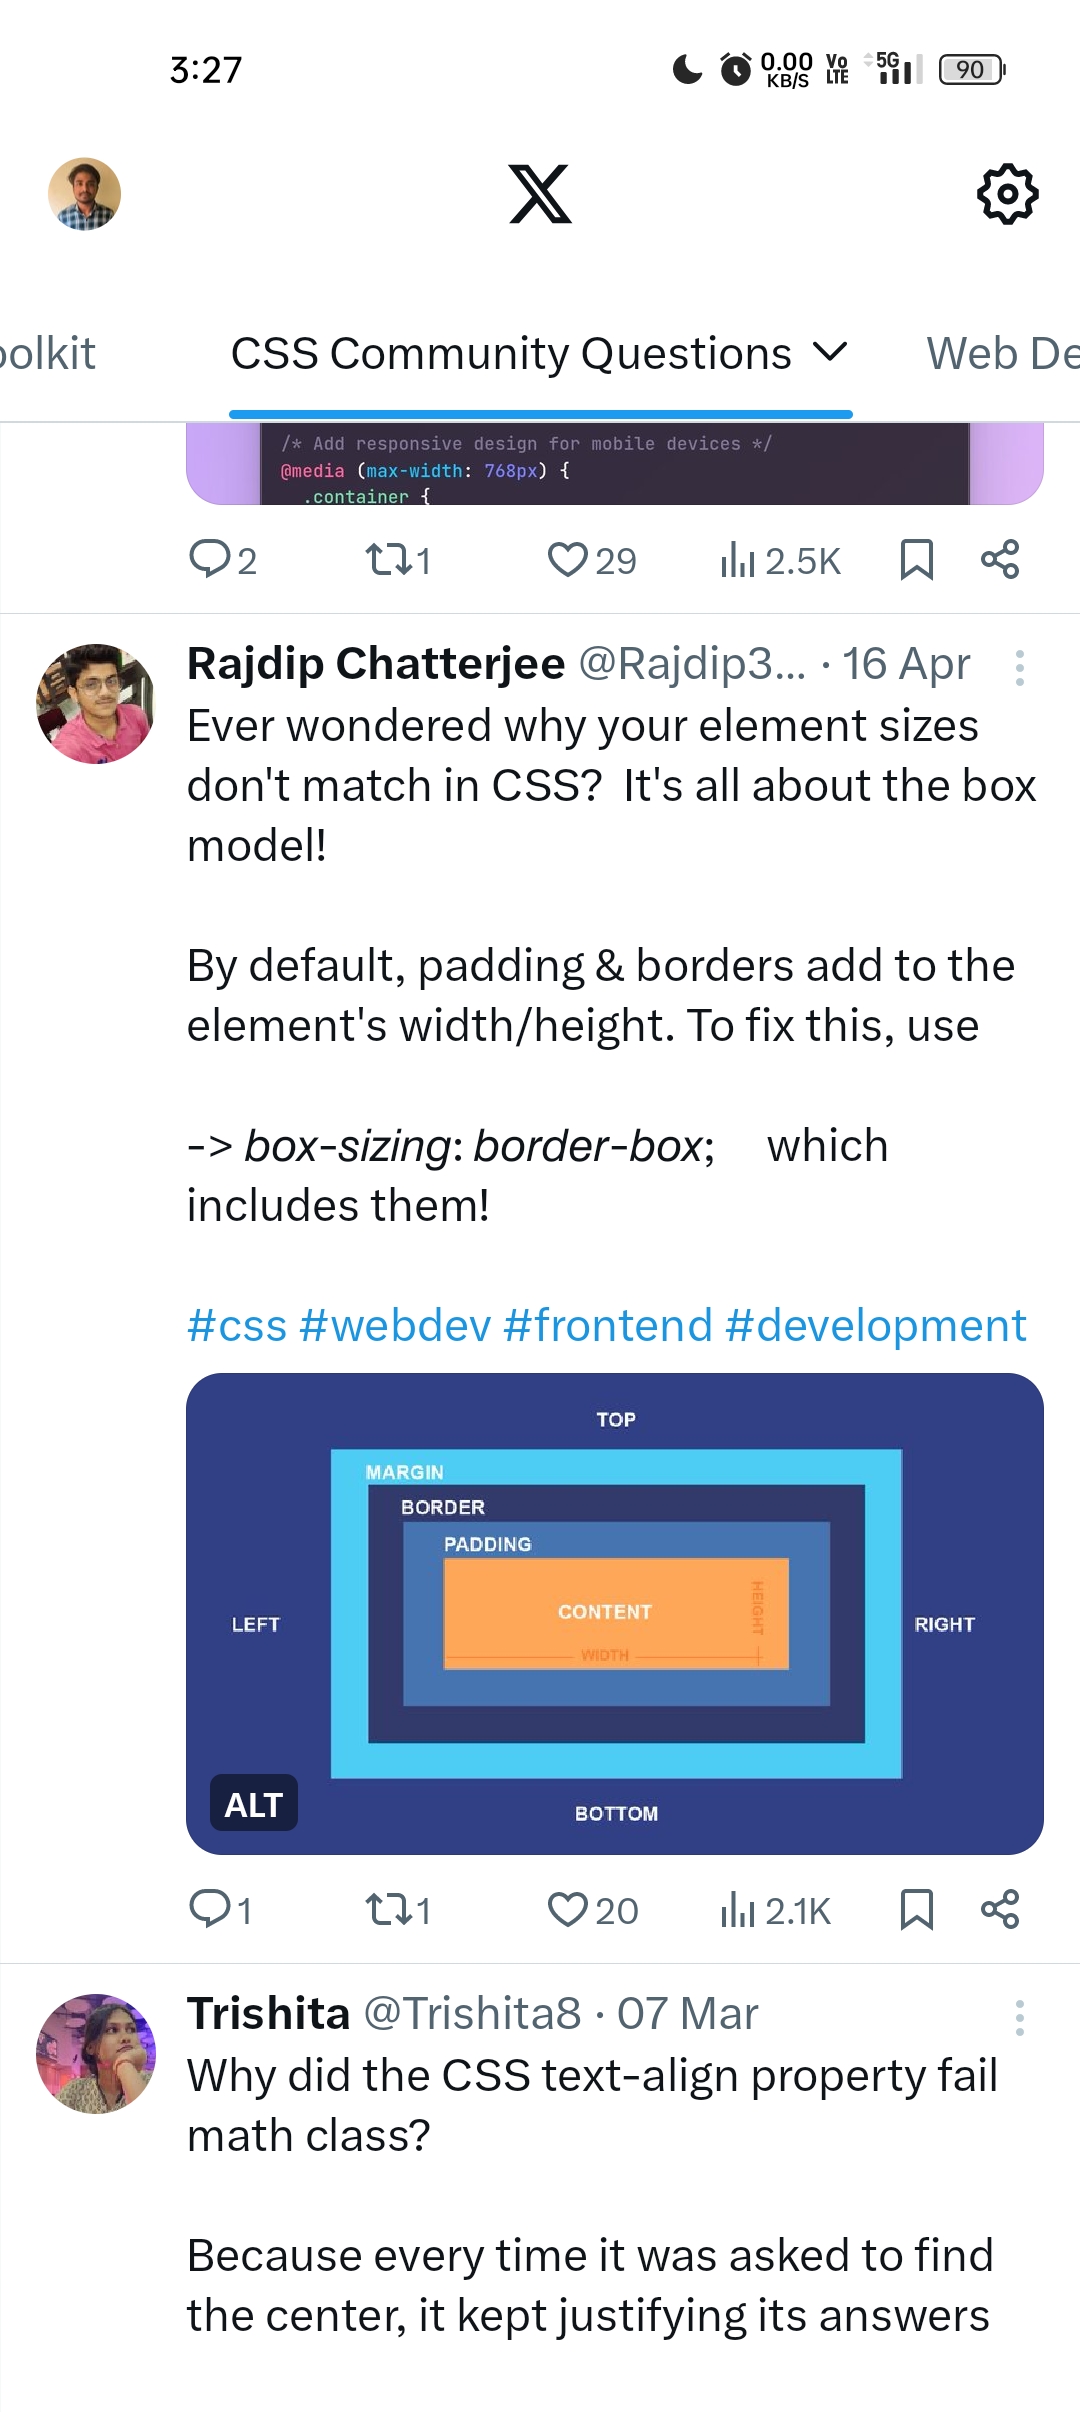 3:27
0.00
KB/S
Vo
LTE
5G
90
olkit
CSS Community Questions
Web De
/* Add responsive design for mobile devices */
@media (max-width: 768px) {
.container {
2 1 29 2.5K
Rajdip Chatterjee @Rajdip3... · 16 Apr
Ever wondered why your element sizes
don't match in CSS? It's all about the box
model!
By default, padding & borders add to the
element's width/height. To fix this, use
-> box-sizing: border-box; which
includes them!
#css #webdev #frontend #development
TOP
MARGIN
BORDER
PADDING
CONTENT
HEIGHT
WIDTH
LEFT
RIGHT
BOTTOM
ALT
1 1 20 2.1K
Trishita @Trishita8 · 07 Mar
Why did the CSS text-align property fail
math class?
Because every time it was asked to find
the center, it kept justifying its answers